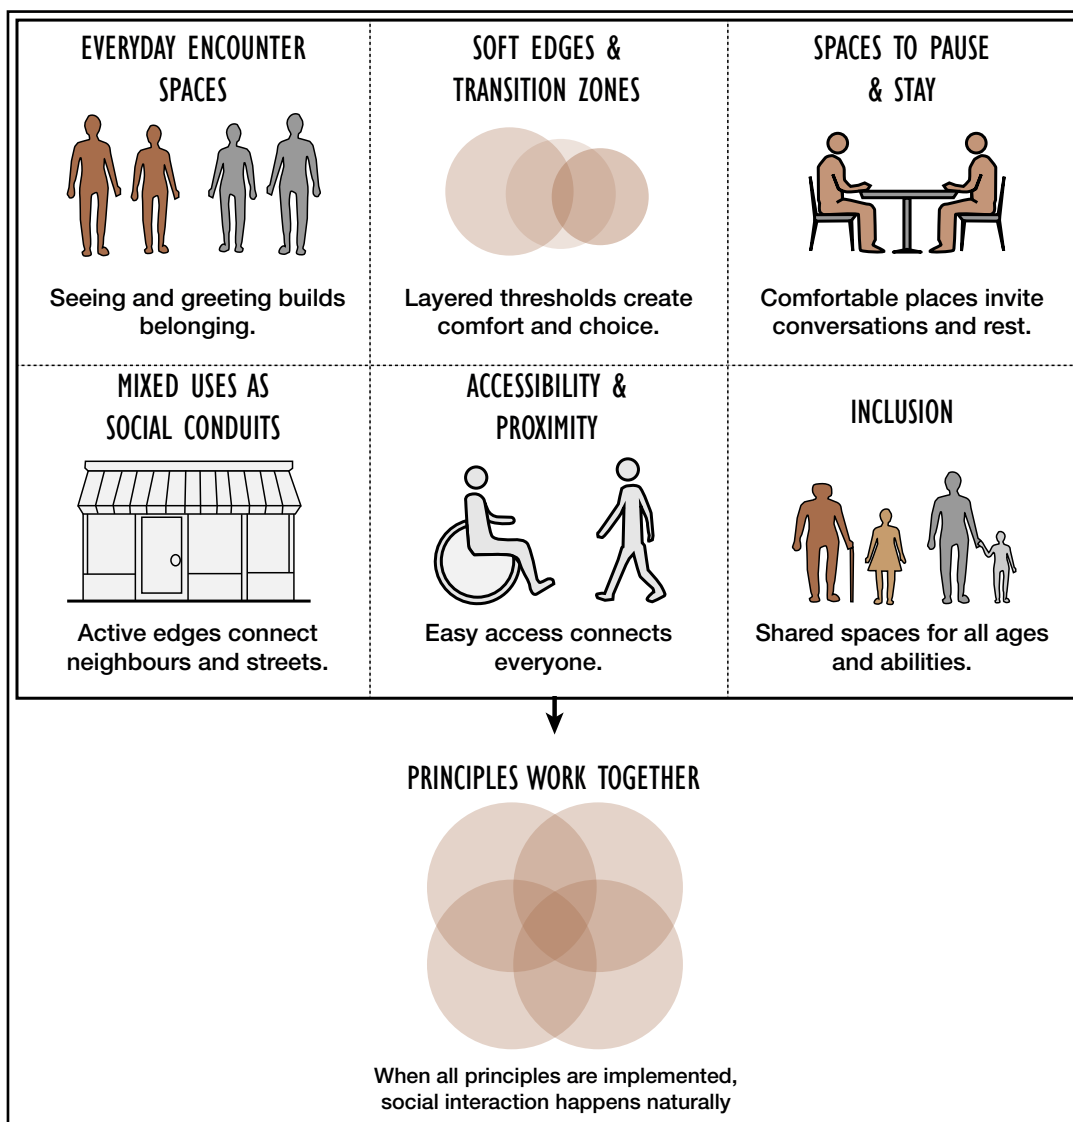 EVERYDAY ENCOUNTER
SPACES
Seeing and greeting builds
belonging.
SOFT EDGES &
TRANSITION ZONES
Layered thresholds create
comfort and choice.
SPACES TO PAUSE
& STAY
Comfortable places invite
conversations and rest.
MIXED USES AS
SOCIAL CONDUITS
Active edges connect
neighbours and streets.
ACCESSIBILITY &
PROXIMITY
Easy access connects
everyone.
INCLUSION
Shared spaces for all ages
and abilities.
PRINCIPLES WORK TOGETHER
When all principles are implemented,
social interaction happens naturally